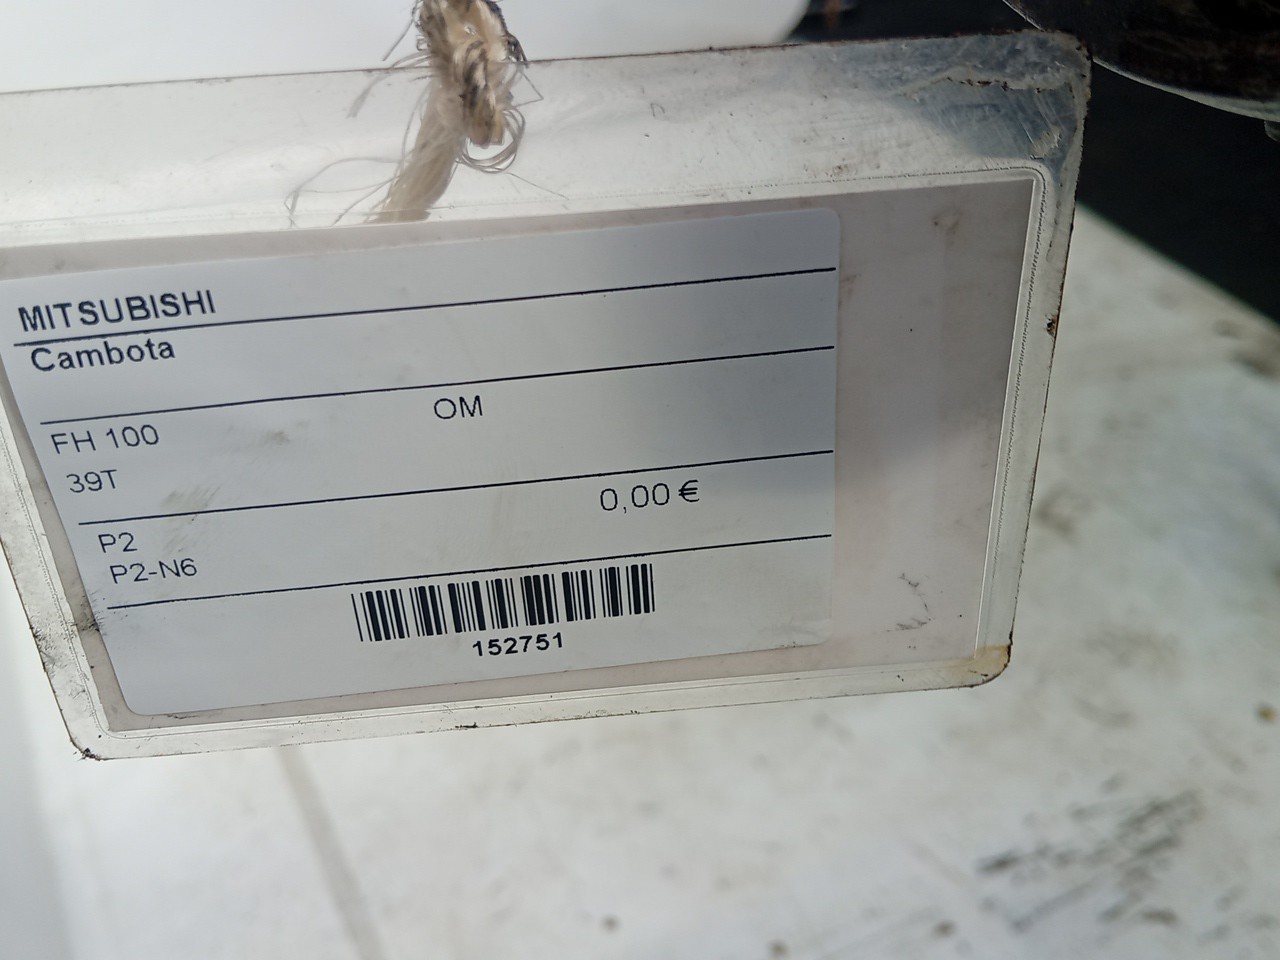 MITSUBISHI
Cambota
FH 100 OM
39T
0,00 €
P2
P2-N6
152751